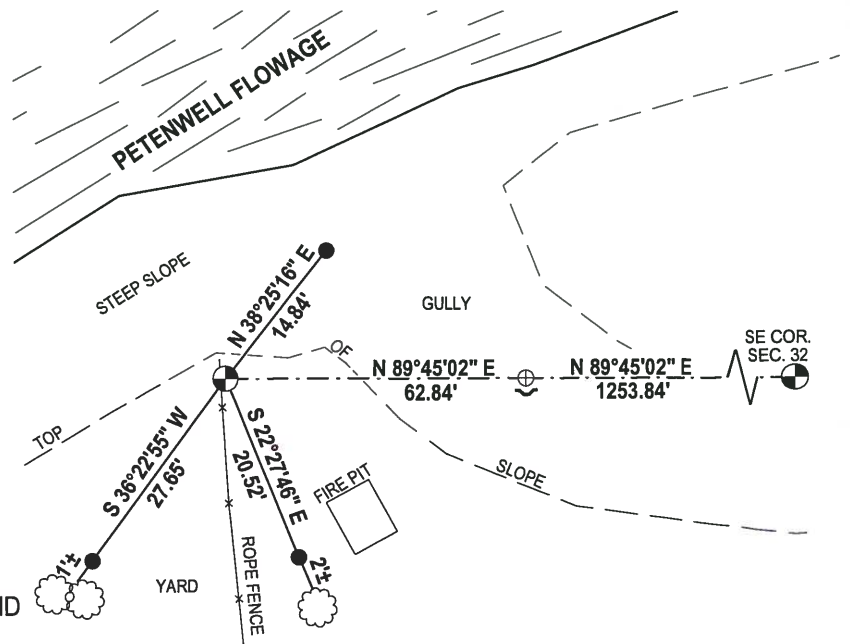 PETENWELL FLOWAGE
STEEP SLOPE
N 38°25'16" E
14.84'
GULLY
SE COR.
SEC. 32
OF
N 89°45'02" E
62.84'
N 89°45'02" E
1253.84'
TOP
S 36°22'55" W
27.65'
S 22°27'46" E
20.52'
FIRE PIT
SLOPE
1'±
YARD
ROPE FENCE
2'±